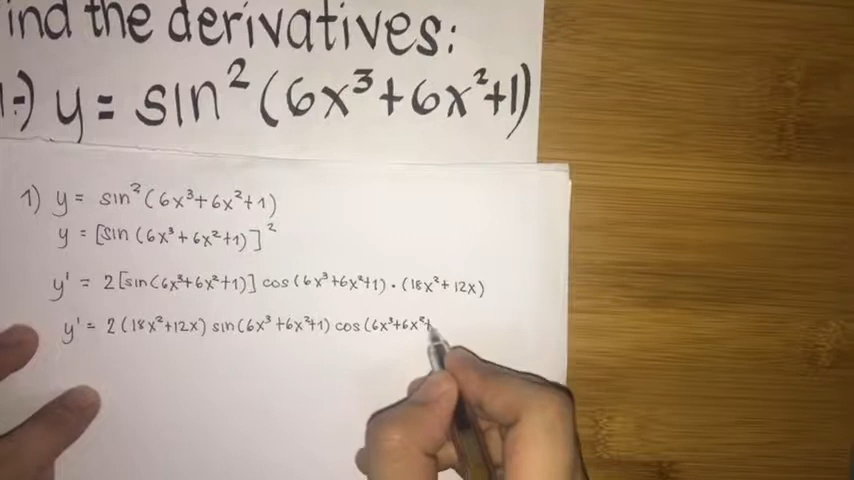 ind the derivatives:
1-) y = sin²(6x³+6x²+1)
1) y = sin²(6x³+6x²+1)
y = [sin(6x³+6x²+1)]²
y' = 2[sin(6x³+6x²+1)] cos(6x³+6x²+1)·(18x²+12x)
y' = 2(18x²+12x) sin(6x³+6x²+1) cos(6x³+6x²+